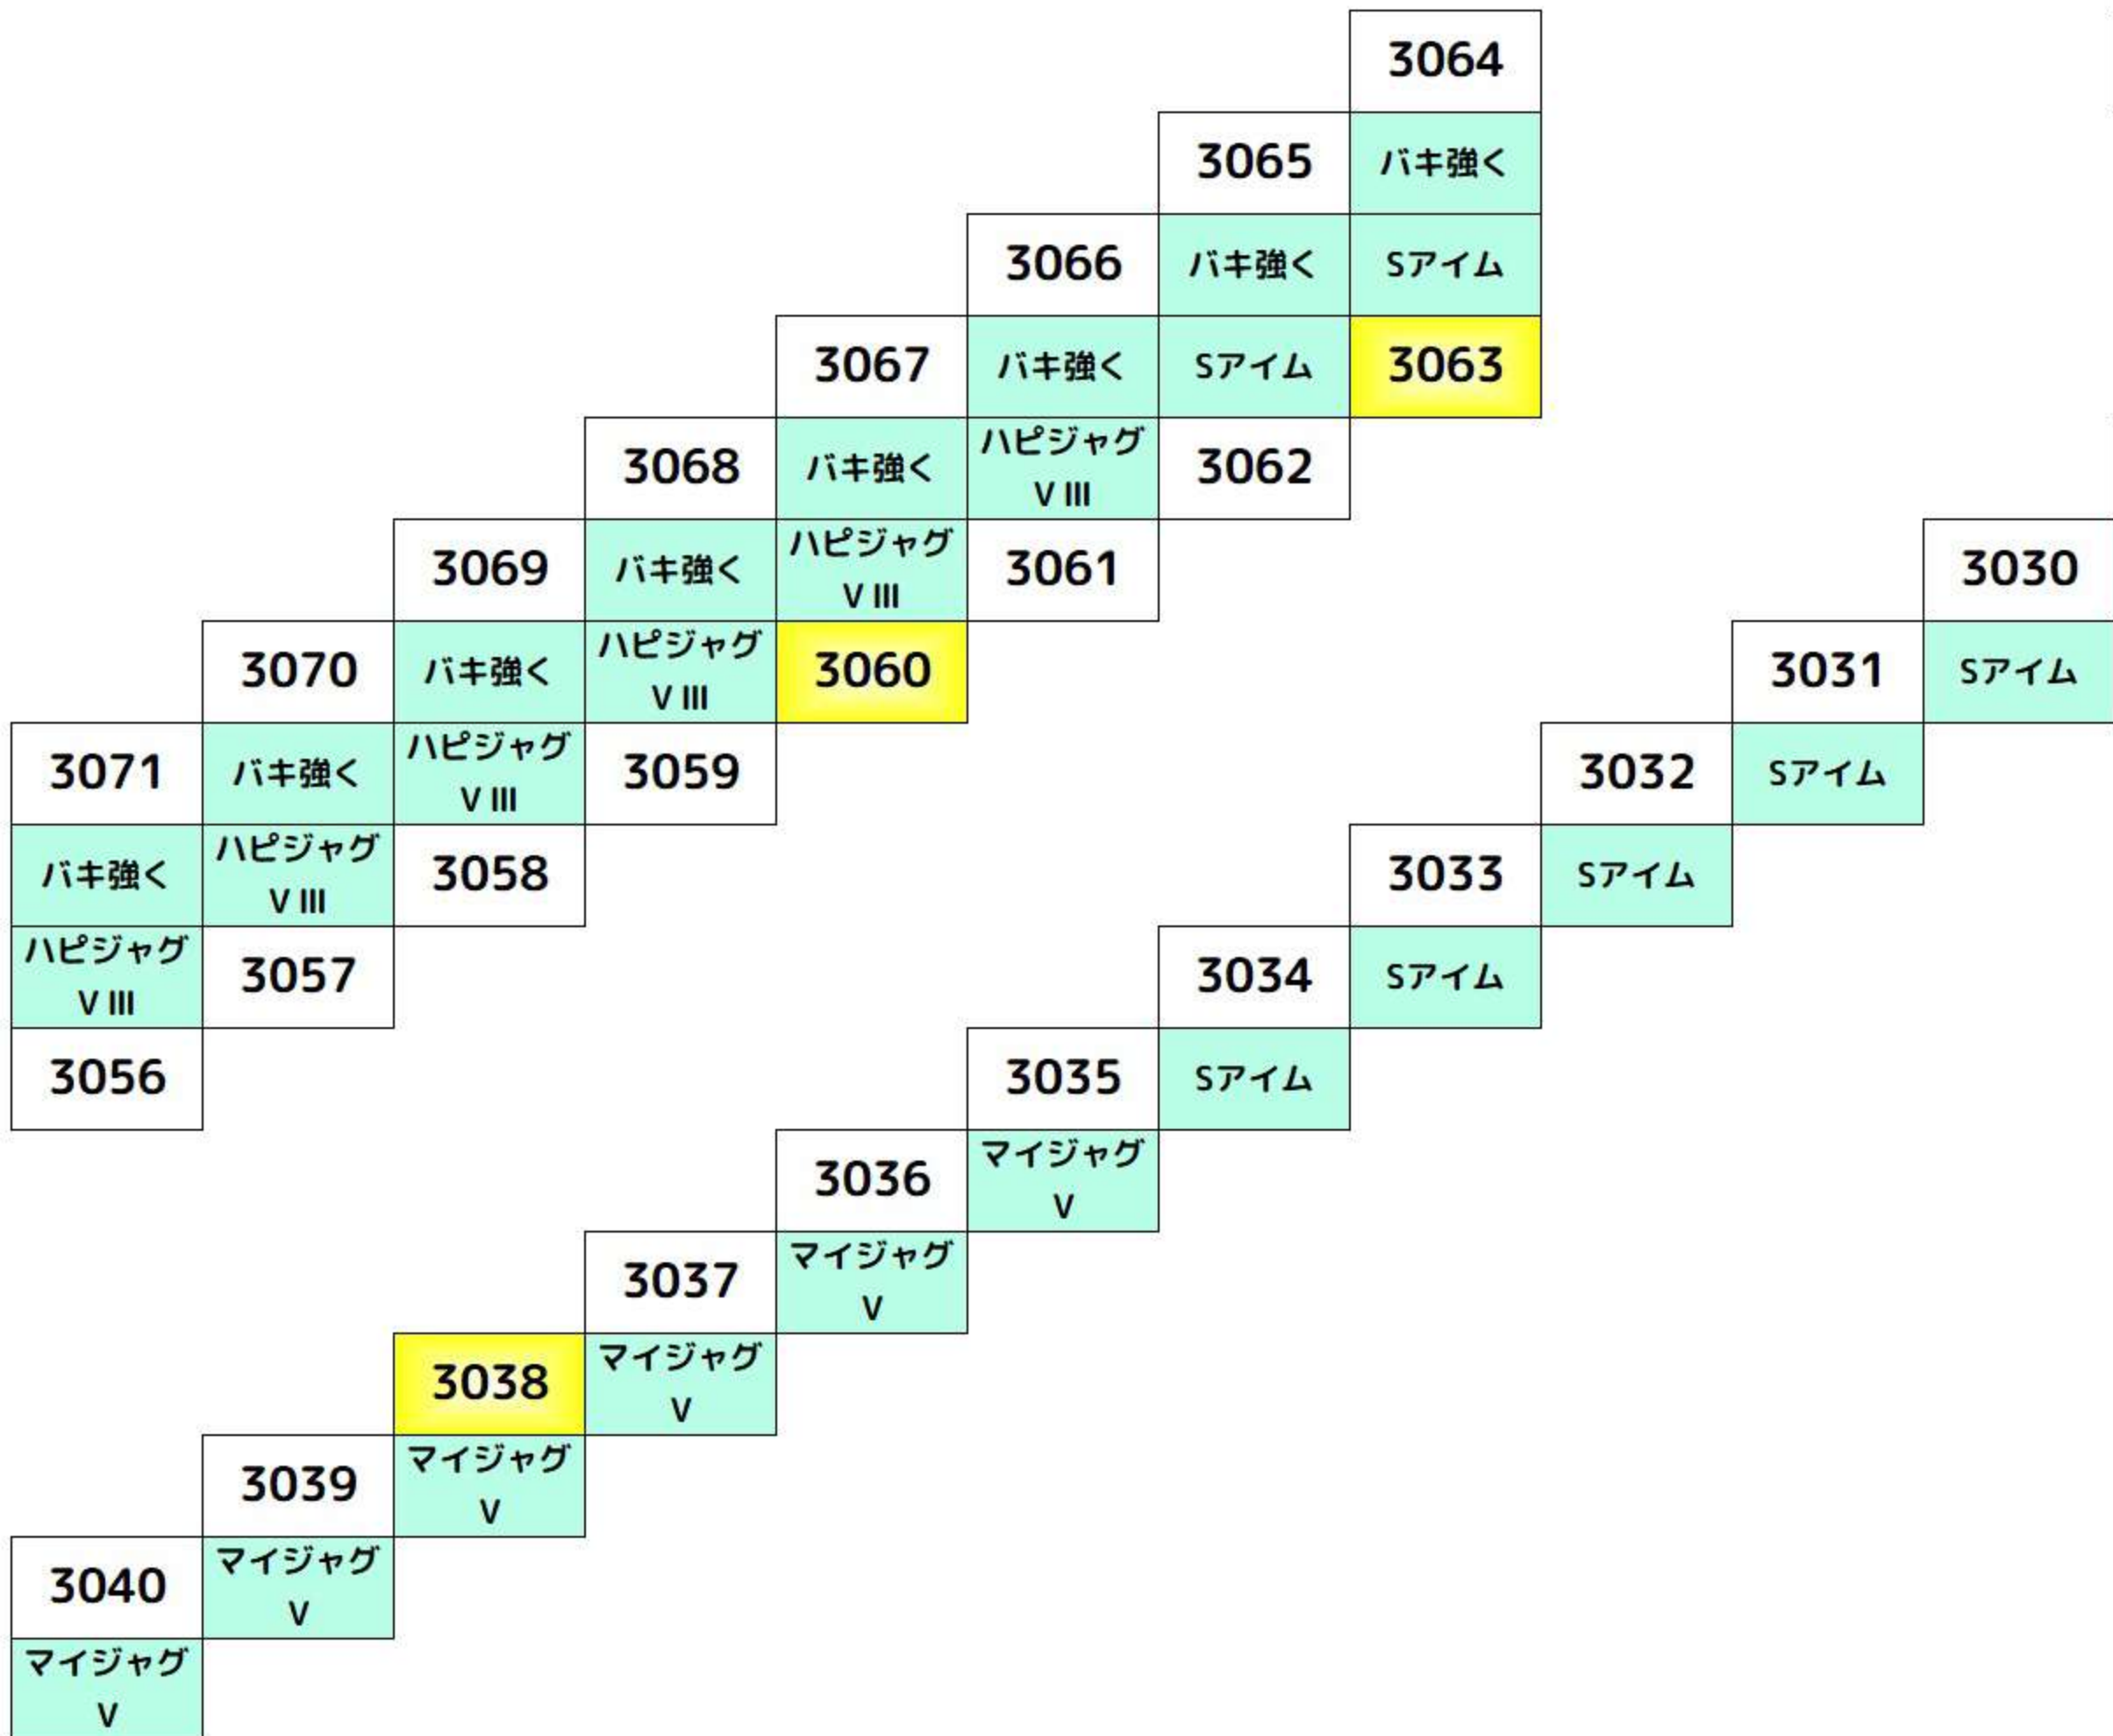 3064
3065 バキ強く
3066 バキ強く Sアイム
3067 バキ強く Sアイム 3063
3068 バキ強く ハピジャグ
V III 3062
3069 バキ強く ハピジャグ
V III 3061 3030
3070 バキ強く ハピジャグ
V III 3060 3031 Sアイム
3071 バキ強く ハピジャグ
V III 3059 3032 Sアイム
バキ強く ハピジャグ
V III 3058 3033 Sアイム
ハピジャグ
V III 3057 3034 Sアイム
3056 3035 Sアイム
3036 マイジャグ
V
3037 マイジャグ
V
3038 マイジャグ
V
3039 マイジャグ
V
3040 マイジャグ
V
マイジャグ
V